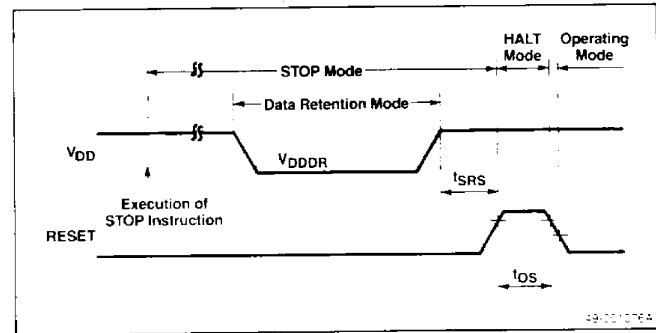 HALT Mode
Operating Mode
STOP Mode
Data Retention Mode
VDD
VDDDR
tSRS
Execution of
STOP Instruction
RESET
tOS